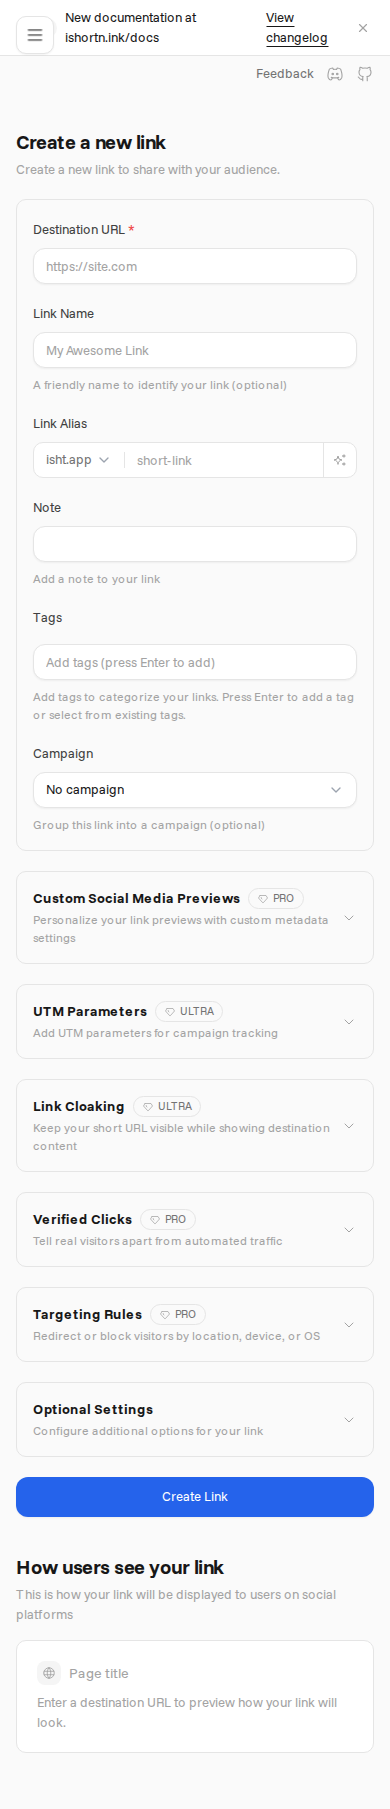 New documentation at
ishortn.ink/docs
View
changelog
Feedback
Create a new link
Create a new link to share with your audience.
Destination URL *
https://site.com
Link Name
My Awesome Link
A friendly name to identify your link (optional)
Link Alias
isht.app
short-link
Note
Add a note to your link
Tags
Add tags (press Enter to add)
Add tags to categorize your links. Press Enter to add a tag
or select from existing tags.
Campaign
No campaign
Group this link into a campaign (optional)
Custom Social Media Previews PRO
Personalize your link previews with custom metadata
settings
UTM Parameters ULTRA
Add UTM parameters for campaign tracking
Link Cloaking ULTRA
Keep your short URL visible while showing destination
content
Verified Clicks PRO
Tell real visitors apart from automated traffic
Targeting Rules PRO
Redirect or block visitors by location, device, or OS
Optional Settings
Configure additional options for your link
Create Link
How users see your link
This is how your link will be displayed to users on social
platforms
Page title
Enter a destination URL to preview how your link will
look.